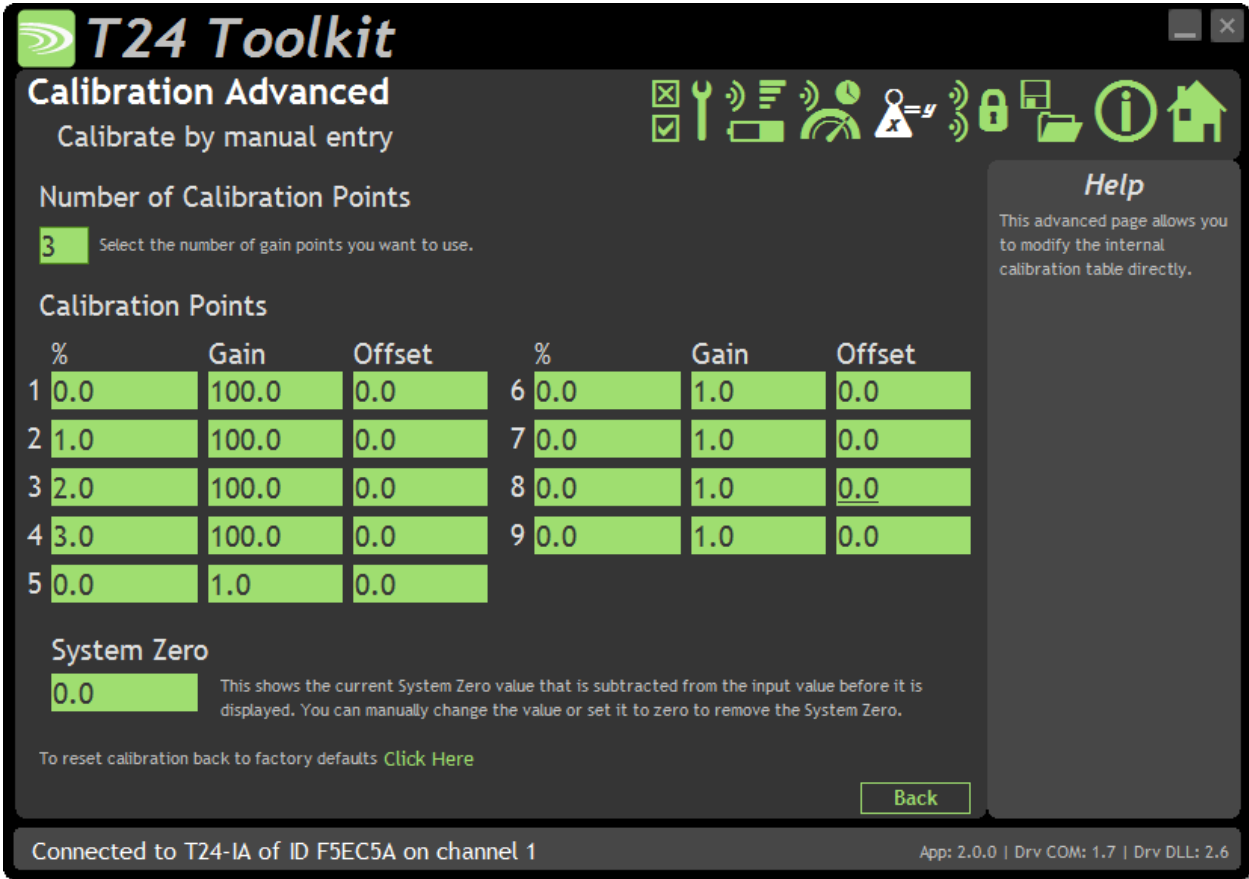 T24 Toolkit
Calibration Advanced
Calibrate by manual entry
x=y
Number of Calibration Points
3 Select the number of gain points you want to use.
Calibration Points
% Gain Offset % Gain Offset
1 0.0 100.0 0.0 6 0.0 1.0 0.0
2 1.0 100.0 0.0 7 0.0 1.0 0.0
3 2.0 100.0 0.0 8 0.0 1.0 0.0
4 3.0 100.0 0.0 9 0.0 1.0 0.0
5 0.0 1.0 0.0
System Zero
0.0
This shows the current System Zero value that is subtracted from the input value before it is
displayed. You can manually change the value or set it to zero to remove the System Zero.
To reset calibration back to factory defaults Click Here
Back
Help
This advanced page allows you
to modify the internal
calibration table directly.
Connected to T24-IA of ID F5EC5A on channel 1
App: 2.0.0 | Drv COM: 1.7 | Drv DLL: 2.6